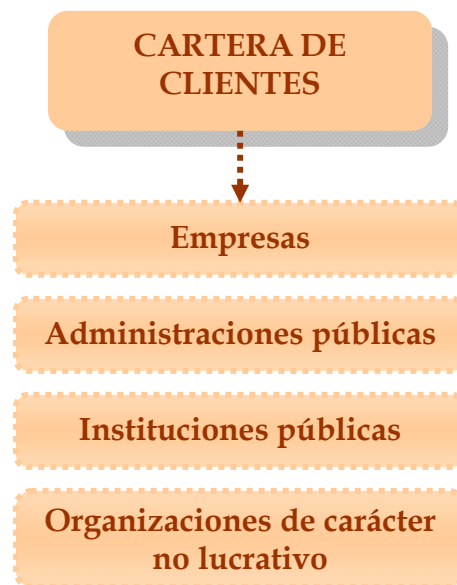 CARTERA DE
CLIENTES
Empresas
Administraciones públicas
Instituciones públicas
Organizaciones de carácter
no lucrativo